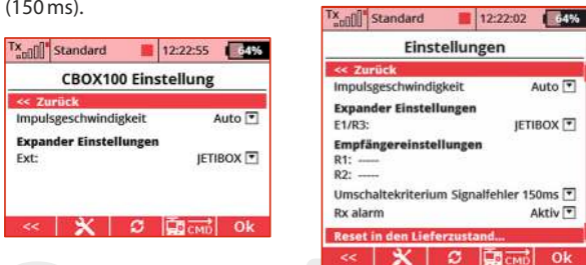 (150 ms).
Tx Standard 12:22:55 64%
CBOX100 Einstellung
<< Zurück
Impulsgeschwindigkeit Auto
Expander Einstellungen
Ext: JETIBOX
<< CMD Ok
Tx Standard 12:22:02 64%
Einstellungen
<< Zurück
Impulsgeschwindigkeit Auto
Expander Einstellungen
E1/R3: JETIBOX
Empfängereinstellungen
R1: -----
R2: -----
Umschaltekriterium Signalfehler 150ms
Rx alarm Aktiv
Reset in den Lieferzustand...
<< CMD Ok